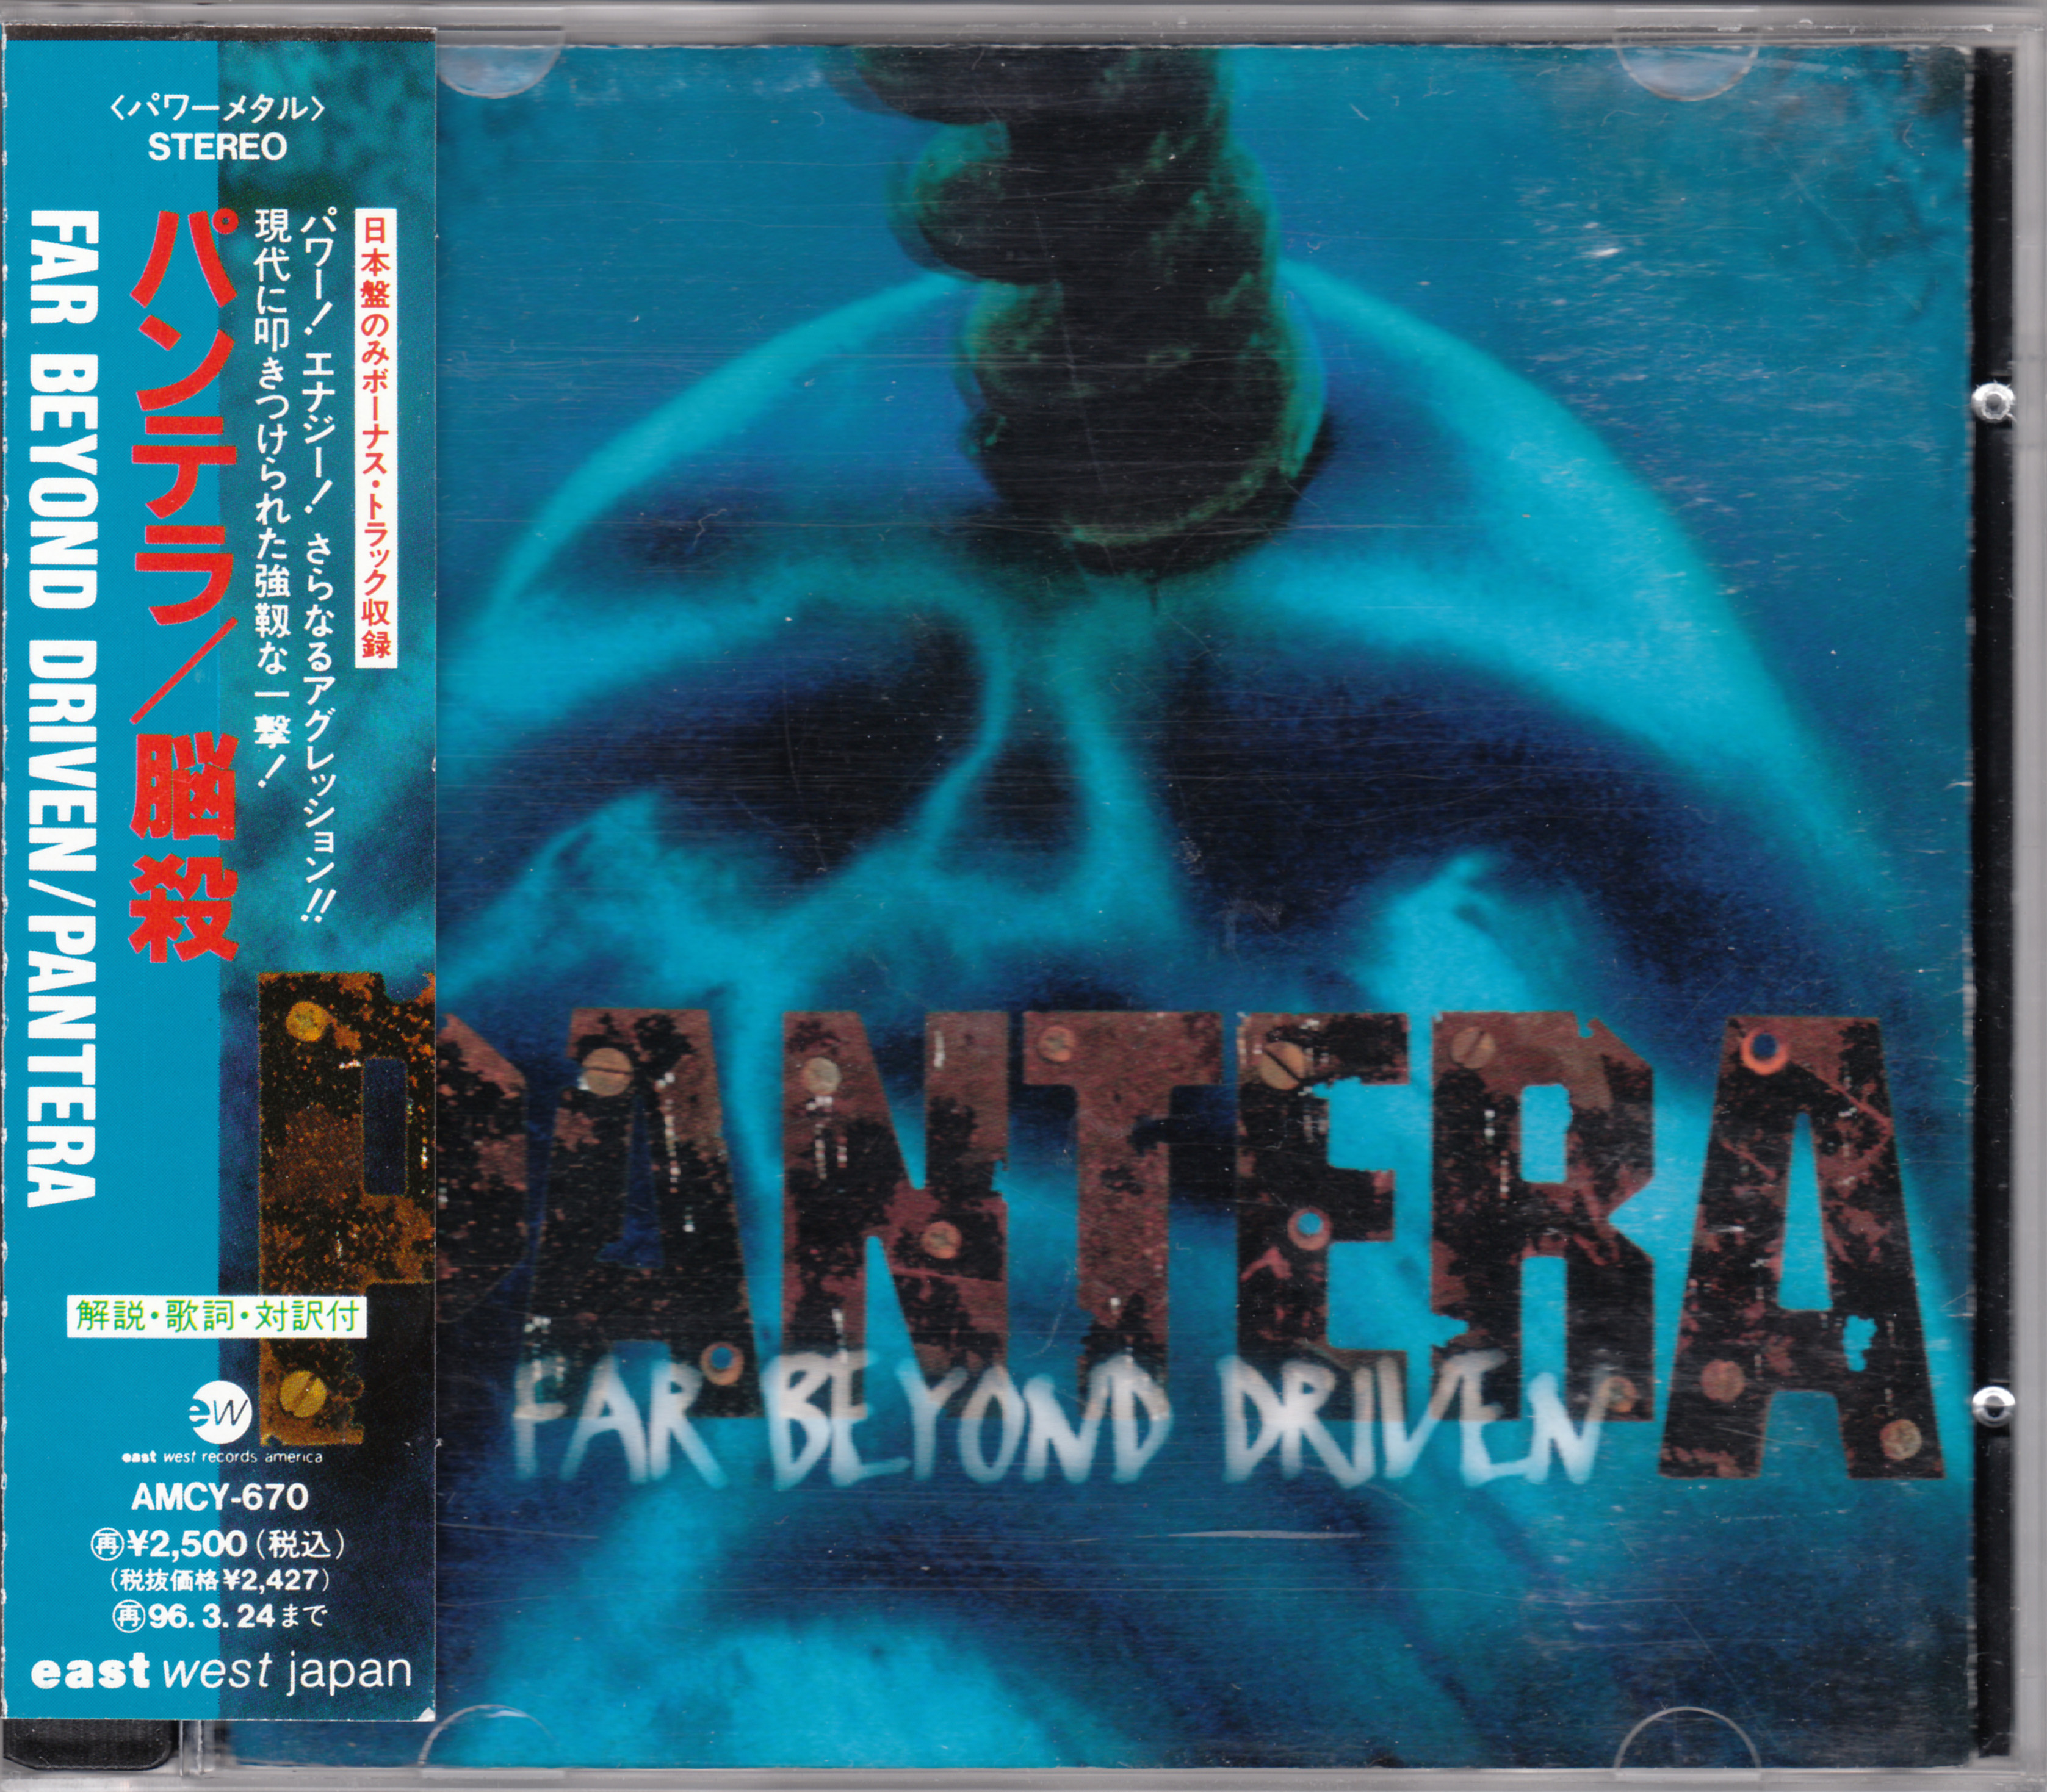 〈パワーメタル〉
STEREO
日本盤のみボーナス・トラック収録
パワー！エナジー！さらなるアグレッション!!
現代に叩きつけられた強靱な一撃！
パンテラ／脳殺
FAR BEYOND DRIVEN/PANTERA
解説・歌詞・対訳付
ew
east west records america
AMCY-670
㊢¥2,500(税込)
(税抜価格¥2,427)
再96.3.24まで
east west japan
PANTERA
FAR BEYOND DRIVEN